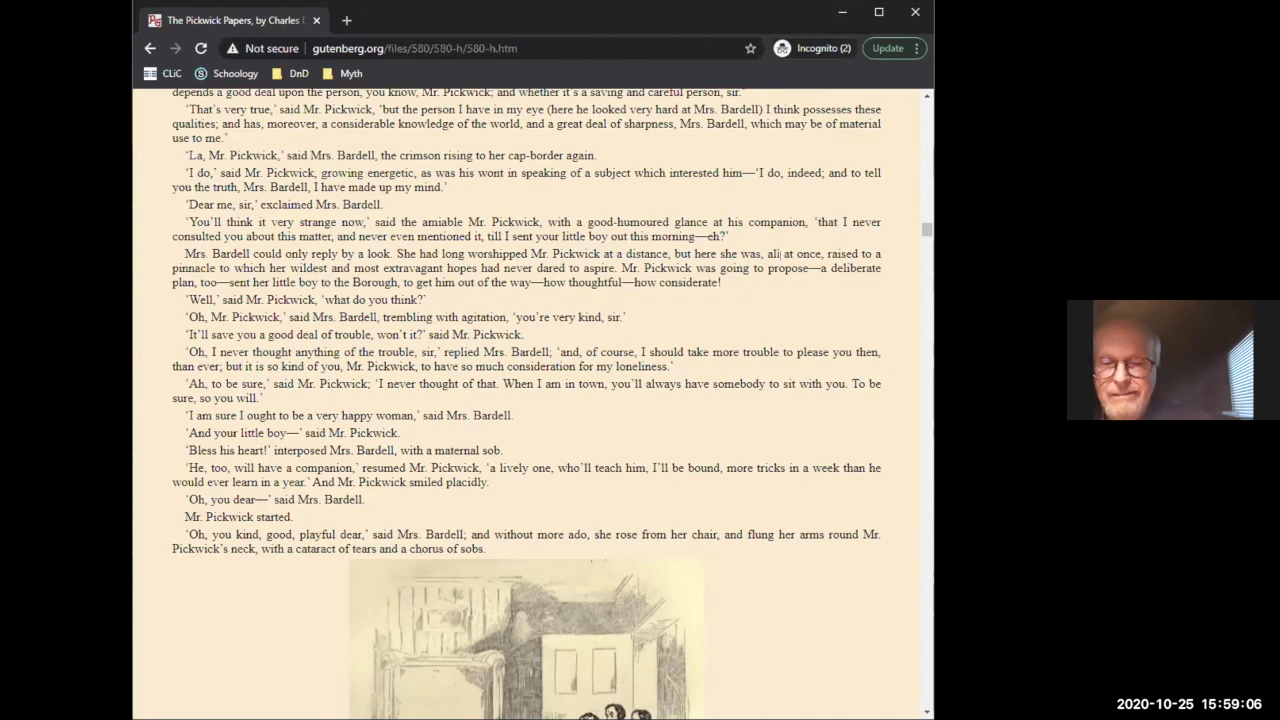 The Pickwick Papers, by Charles
Not secure gutenberg.org/files/580/580-h/580-h.htm Incognito (2) Update
CLiC Schoology DnD Myth
depends a good deal upon the person, you know, Mr. Pickwick; and whether it's a saving and careful person, sir.’
‘That's very true,’ said Mr. Pickwick, ‘but the person I have in my eye (here he looked very hard at Mrs. Bardell) I think possesses these
qualities; and has, moreover, a considerable knowledge of the world, and a great deal of sharpness, Mrs. Bardell, which may be of material
use to me.’
‘La, Mr. Pickwick,’ said Mrs. Bardell, the crimson rising to her cap-border again.
‘I do,’ said Mr. Pickwick, growing energetic, as was his wont in speaking of a subject which interested him—‘I do, indeed; and to tell
you the truth, Mrs. Bardell, I have made up my mind.’
‘Dear me, sir,’ exclaimed Mrs. Bardell.
‘You'll think it very strange now,’ said the amiable Mr. Pickwick, with a good-humoured glance at his companion, ‘that I never
consulted you about this matter, and never even mentioned it, till I sent your little boy out this morning—eh?’
Mrs. Bardell could only reply by a look. She had long worshipped Mr. Pickwick at a distance, but here she was, all at once, raised to a
pinnacle to which her wildest and most extravagant hopes had never dared to aspire. Mr. Pickwick was going to propose—a deliberate
plan, too—sent her little boy to the Borough, to get him out of the way—how thoughtful—how considerate!
‘Well,’ said Mr. Pickwick, ‘what do you think?’
‘Oh, Mr. Pickwick,’ said Mrs. Bardell, trembling with agitation, ‘you're very kind, sir.’
‘It'll save you a good deal of trouble, won't it?’ said Mr. Pickwick.
‘Oh, I never thought anything of the trouble, sir,’ replied Mrs. Bardell; ‘and, of course, I should take more trouble to please you then,
than ever; but it is so kind of you, Mr. Pickwick, to have so much consideration for my loneliness.’
‘Ah, to be sure,’ said Mr. Pickwick; ‘I never thought of that. When I am in town, you'll always have somebody to sit with you. To be
sure, so you will.’
‘I am sure I ought to be a very happy woman,’ said Mrs. Bardell.
‘And your little boy—’ said Mr. Pickwick.
‘Bless his heart!’ interposed Mrs. Bardell, with a maternal sob.
‘He, too, will have a companion,’ resumed Mr. Pickwick, ‘a lively one, who'll teach him, I'll be bound, more tricks in a week than he
would ever learn in a year.’ And Mr. Pickwick smiled placidly.
‘Oh, you dear—’ said Mrs. Bardell.
Mr. Pickwick started.
‘Oh, you kind, good, playful dear,’ said Mrs. Bardell; and without more ado, she rose from her chair, and flung her arms round Mr.
Pickwick's neck, with a cataract of tears and a chorus of sobs.
2020-10-25 15:59:06